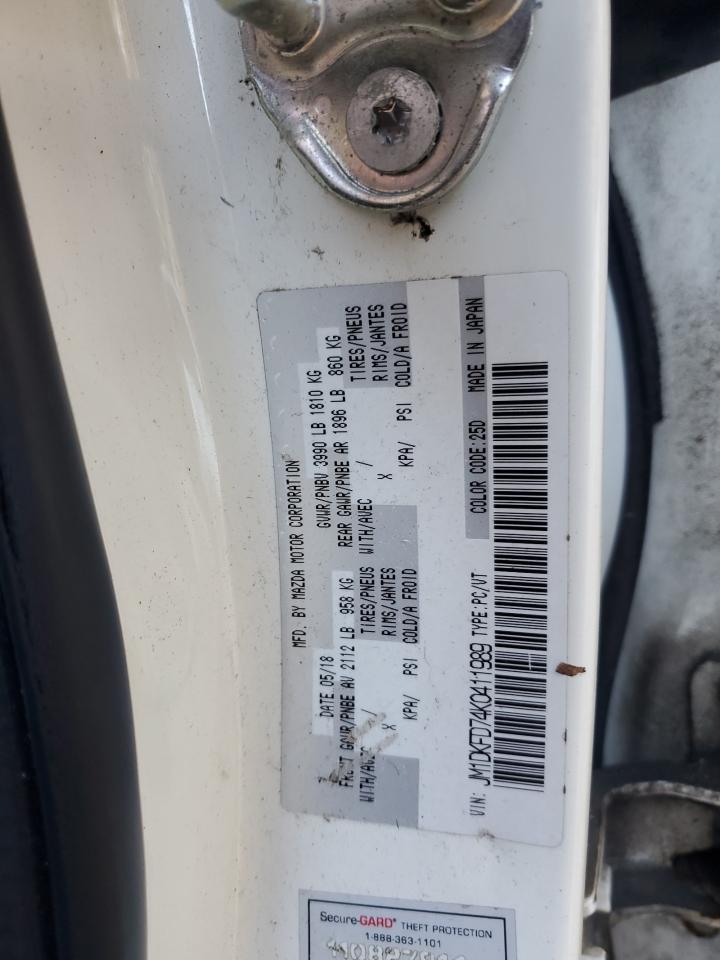 MFD. BY MAZDA MOTOR CORPORATION
DATE 05/18 GVWR/PNBV 3990 LB 1810 KG
FRONT GAWR/PNBE AV 2112 LB 958 KG REAR GAWR/PNBE AR 1896 LB 860 KG
WITH/AVEC TIRES/PNEUS WITH/AVEC / TIRES/PNEUS
X RIMS/JANTES X RIMS/JANTES
KPA/ PSI COLD/A FROID KPA/ PSI COLD/A FROID
COLOR CODE:25D MADE IN JAPAN
VIN: JM1DKFD74K0411989 TYPE:PC/VT
Secure-GARD® THEFT PROTECTION
1-888-363-1101